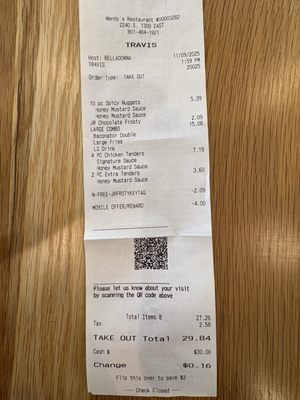 Wendy's Restaurant #00003282
2240 S. 1300 EAST
801-484-1921
TRAVIS
Host: BELLADONNA 11/09/2025
TRAVIS 1:59 PM
20025
Order Type: TAKE OUT
10 pc Spicy Nuggets 5.39
Honey Mustard Sauce
Honey Mustard Sauce
JR Chocolate Frosty 2.09
LARGE COMBO 15.08
Baconator Double
Large Fries
LG Drink
4 PC Chicken Tenders 7.19
Signature Sauce
Honey Mustard Sauce
2 PC Extra Tenders 3.60
Honey Mustard Sauce
N-FREE-JRFRSTYKEYTAG -2.09
MOBILE OFFER/REWARD -4.00
Please let us know about your visit
by scanning the QR code above
Total Items 8 27.26
Tax 2.58
TAKE OUT Total 29.84
Cash $ $30.00
Change $0.16
Flip this over to save $2
--- Check Closed ---